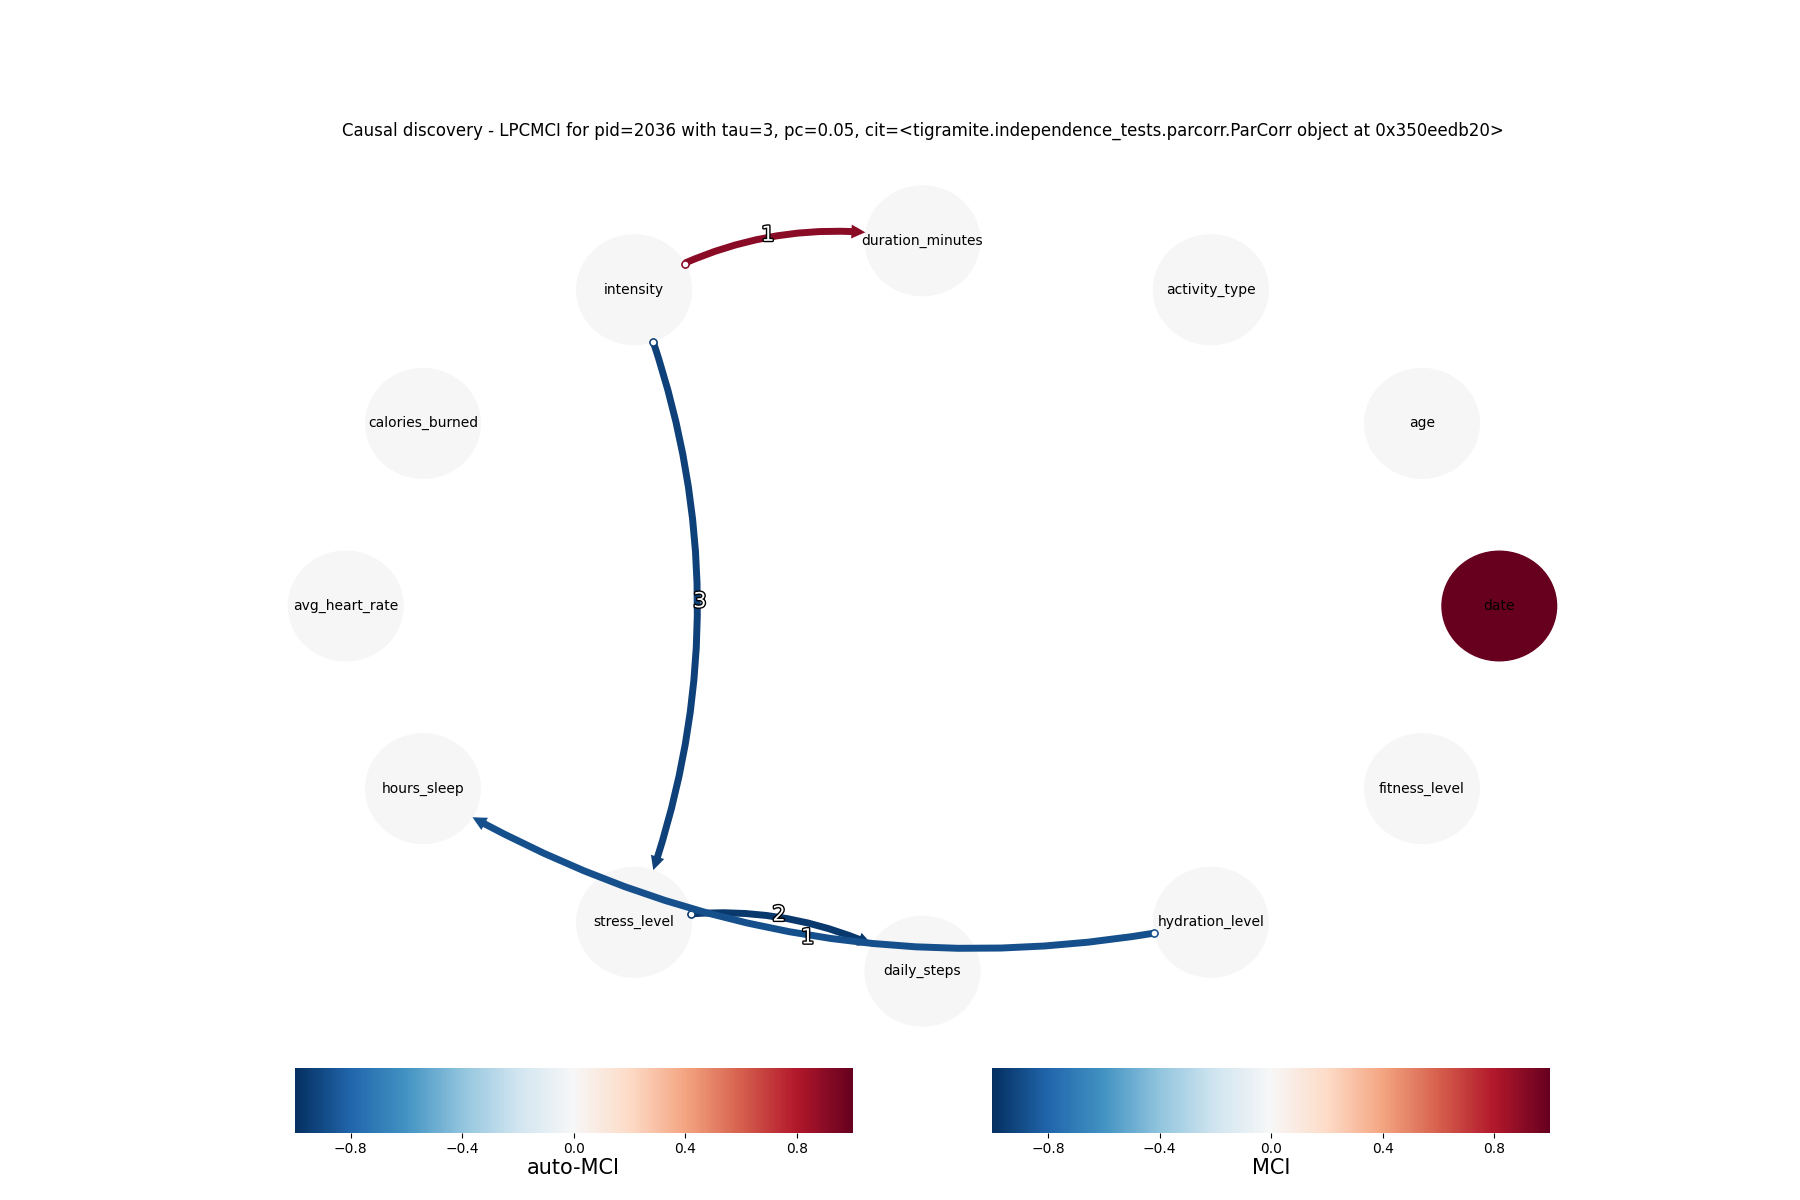 Causal discovery - LPCMCI for pid=2036 with tau=3, pc=0.05, cit=<tigramite.independence_tests.parcorr.ParCorr object at 0x350eedb20>
1
duration_minutes
intensity
activity_type
calories_burned
age
3
avg_heart_rate
date
hours_sleep
fitness_level
stress_level
2
1
hydration_level
daily_steps
−0.8 −0.4 0.0 0.4 0.8
auto-MCI
−0.8 −0.4 0.0 0.4 0.8
MCI